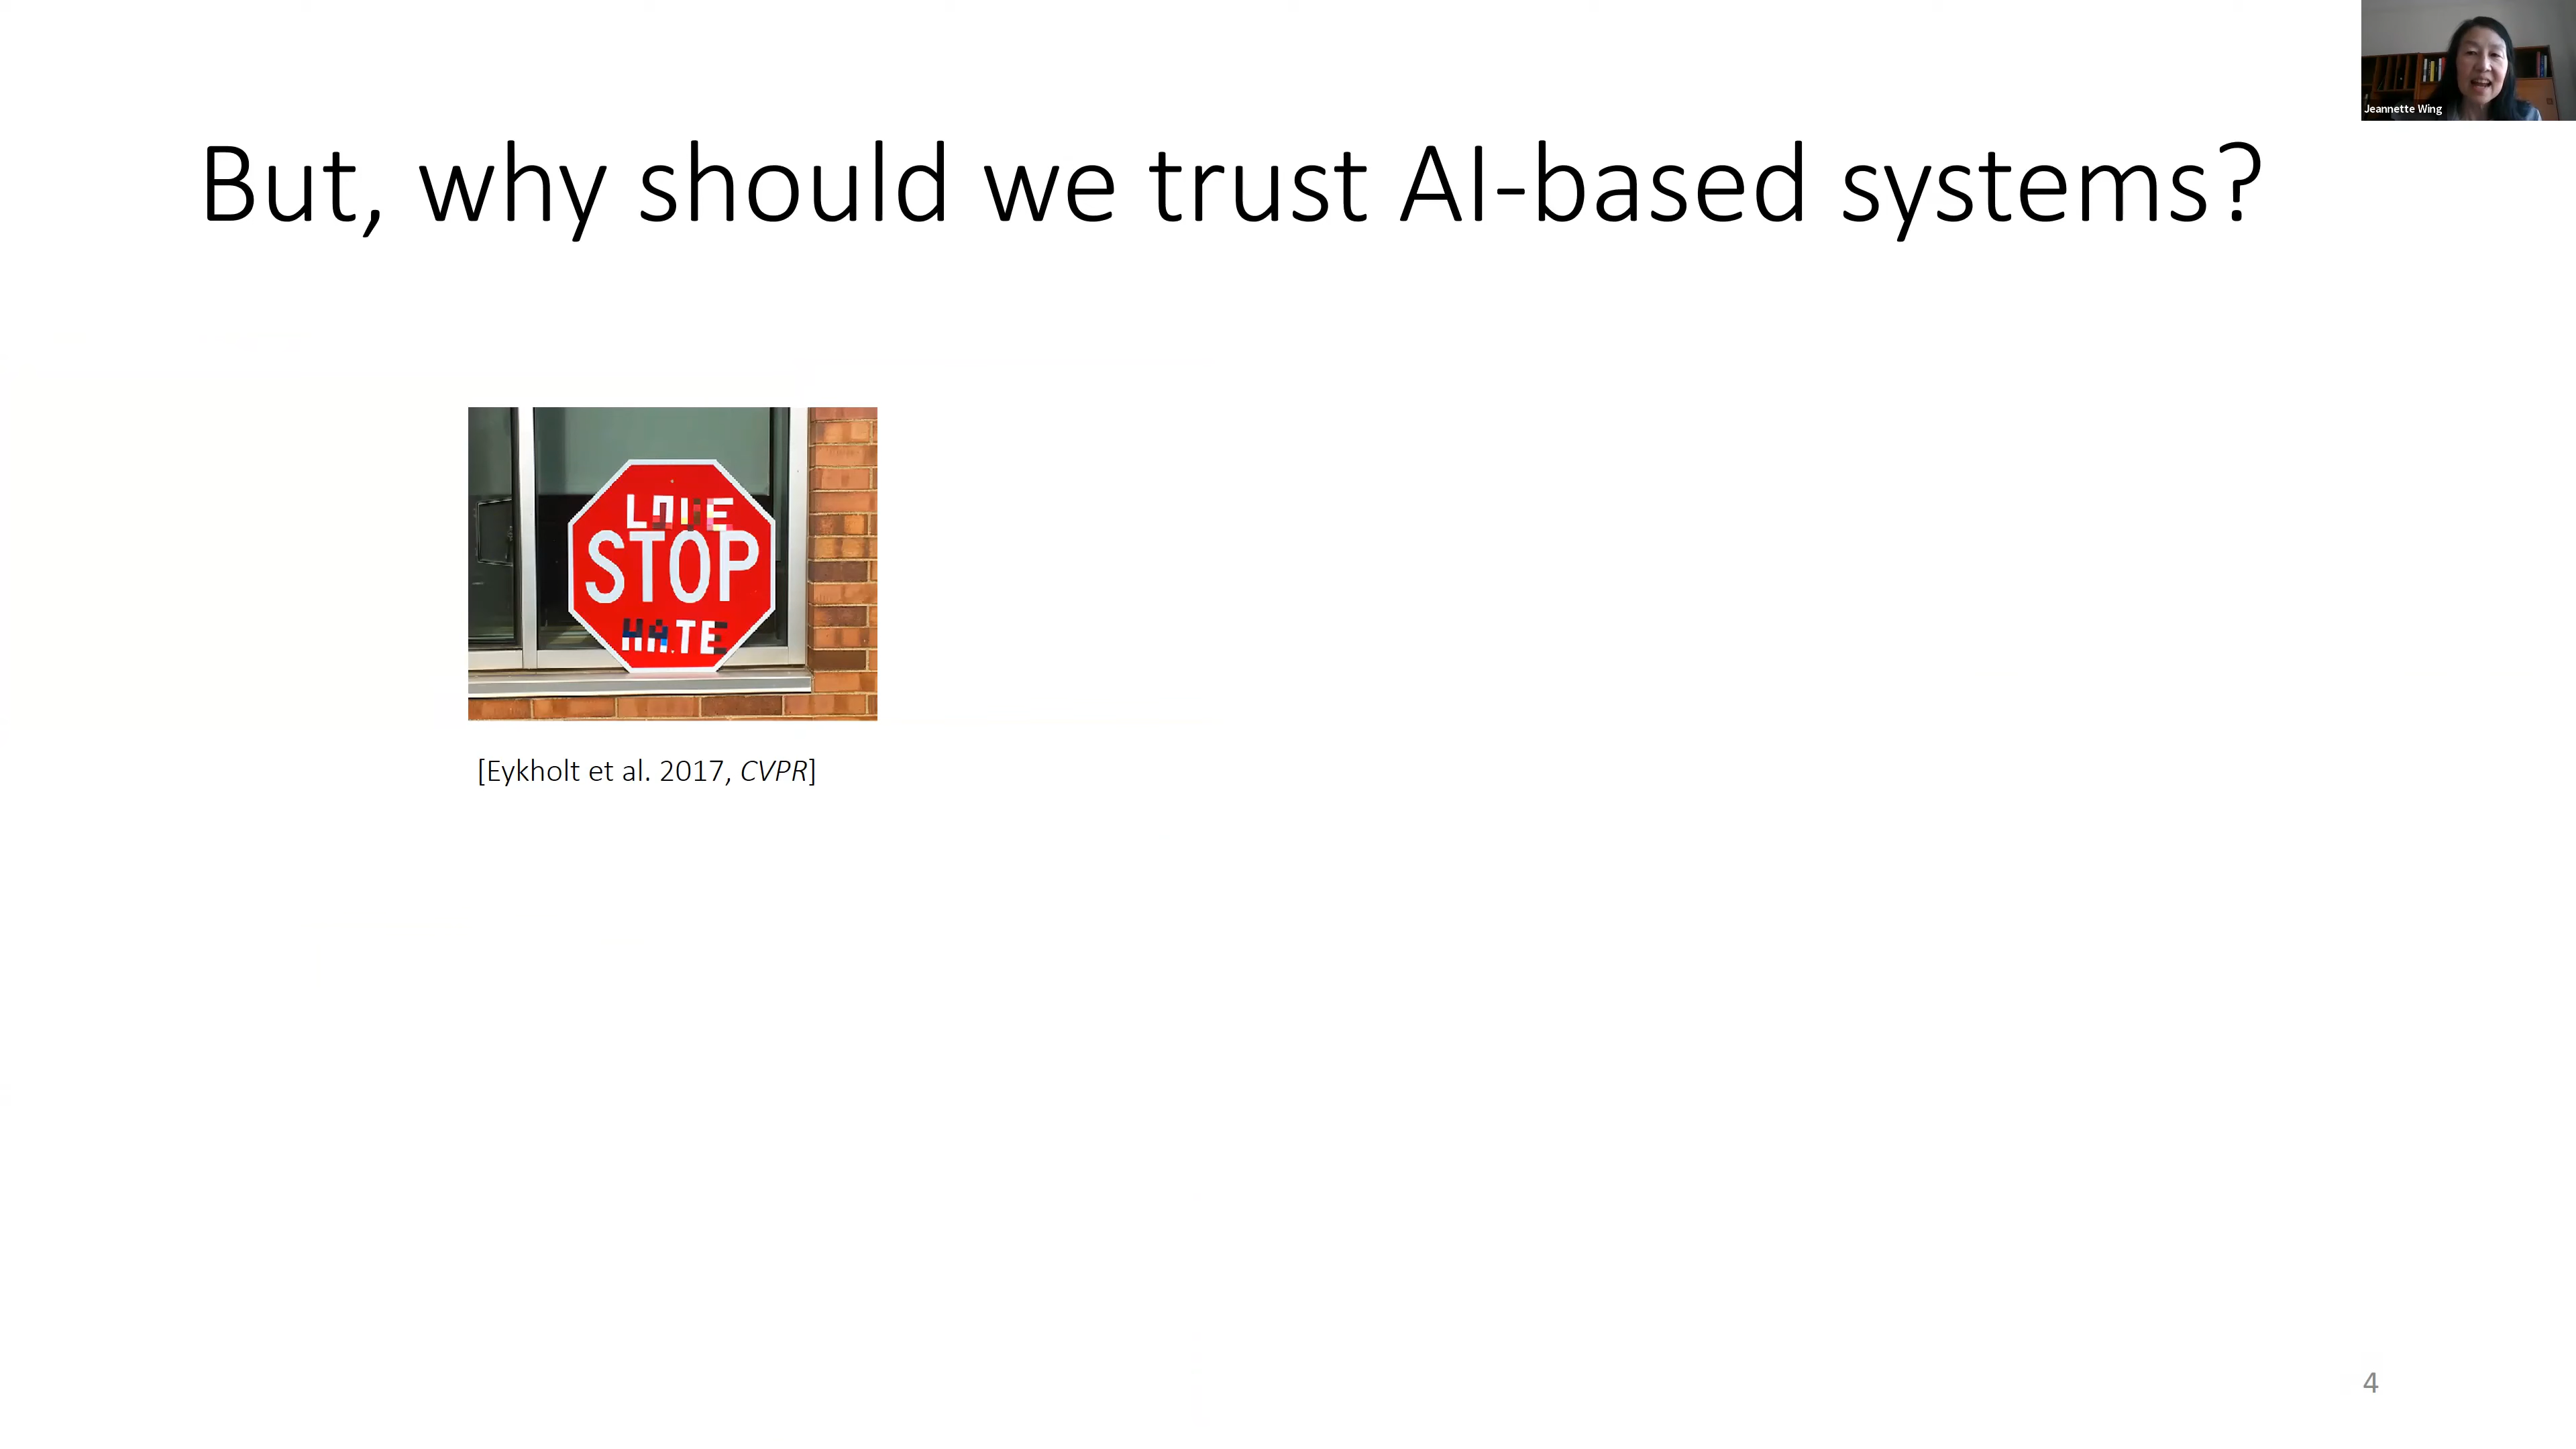 Jeannette Wing
But, why should we trust AI-based systems?
LOVE
STOP
HATE
[Eykholt et al. 2017, CVPR]
4